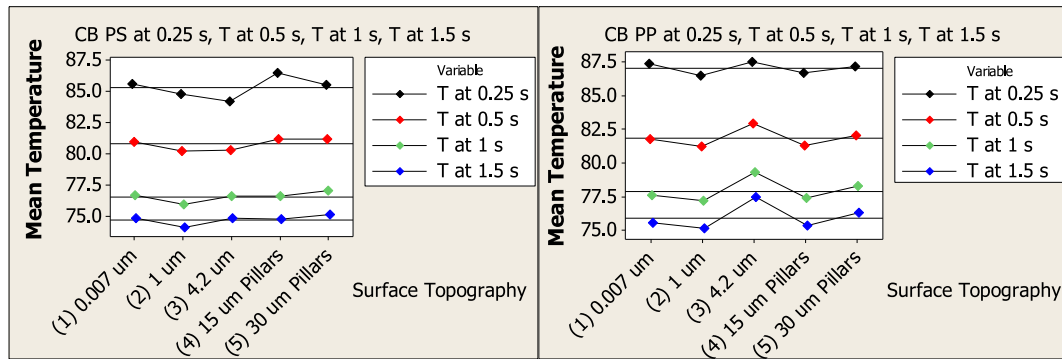 CB PS at 0.25 s, T at 0.5 s, T at 1 s, T at 1.5 s
Mean Temperature
87.5
85.0
82.5
80.0
77.5
75.0
Variable
T at 0.25 s
T at 0.5 s
T at 1 s
T at 1.5 s
(1) 0.007 um
(2) 1 um
(3) 4.2 um
(4) 15 um Pillars
(5) 30 um Pillars
Surface Topography
CB PP at 0.25 s, T at 0.5 s, T at 1 s, T at 1.5 s
Mean Temperature
87.5
85.0
82.5
80.0
77.5
75.0
Variable
T at 0.25 s
T at 0.5 s
T at 1 s
T at 1.5 s
(1) 0.007 um
(2) 1 um
(3) 4.2 um
(4) 15 um Pillars
(5) 30 um Pillars
Surface Topography